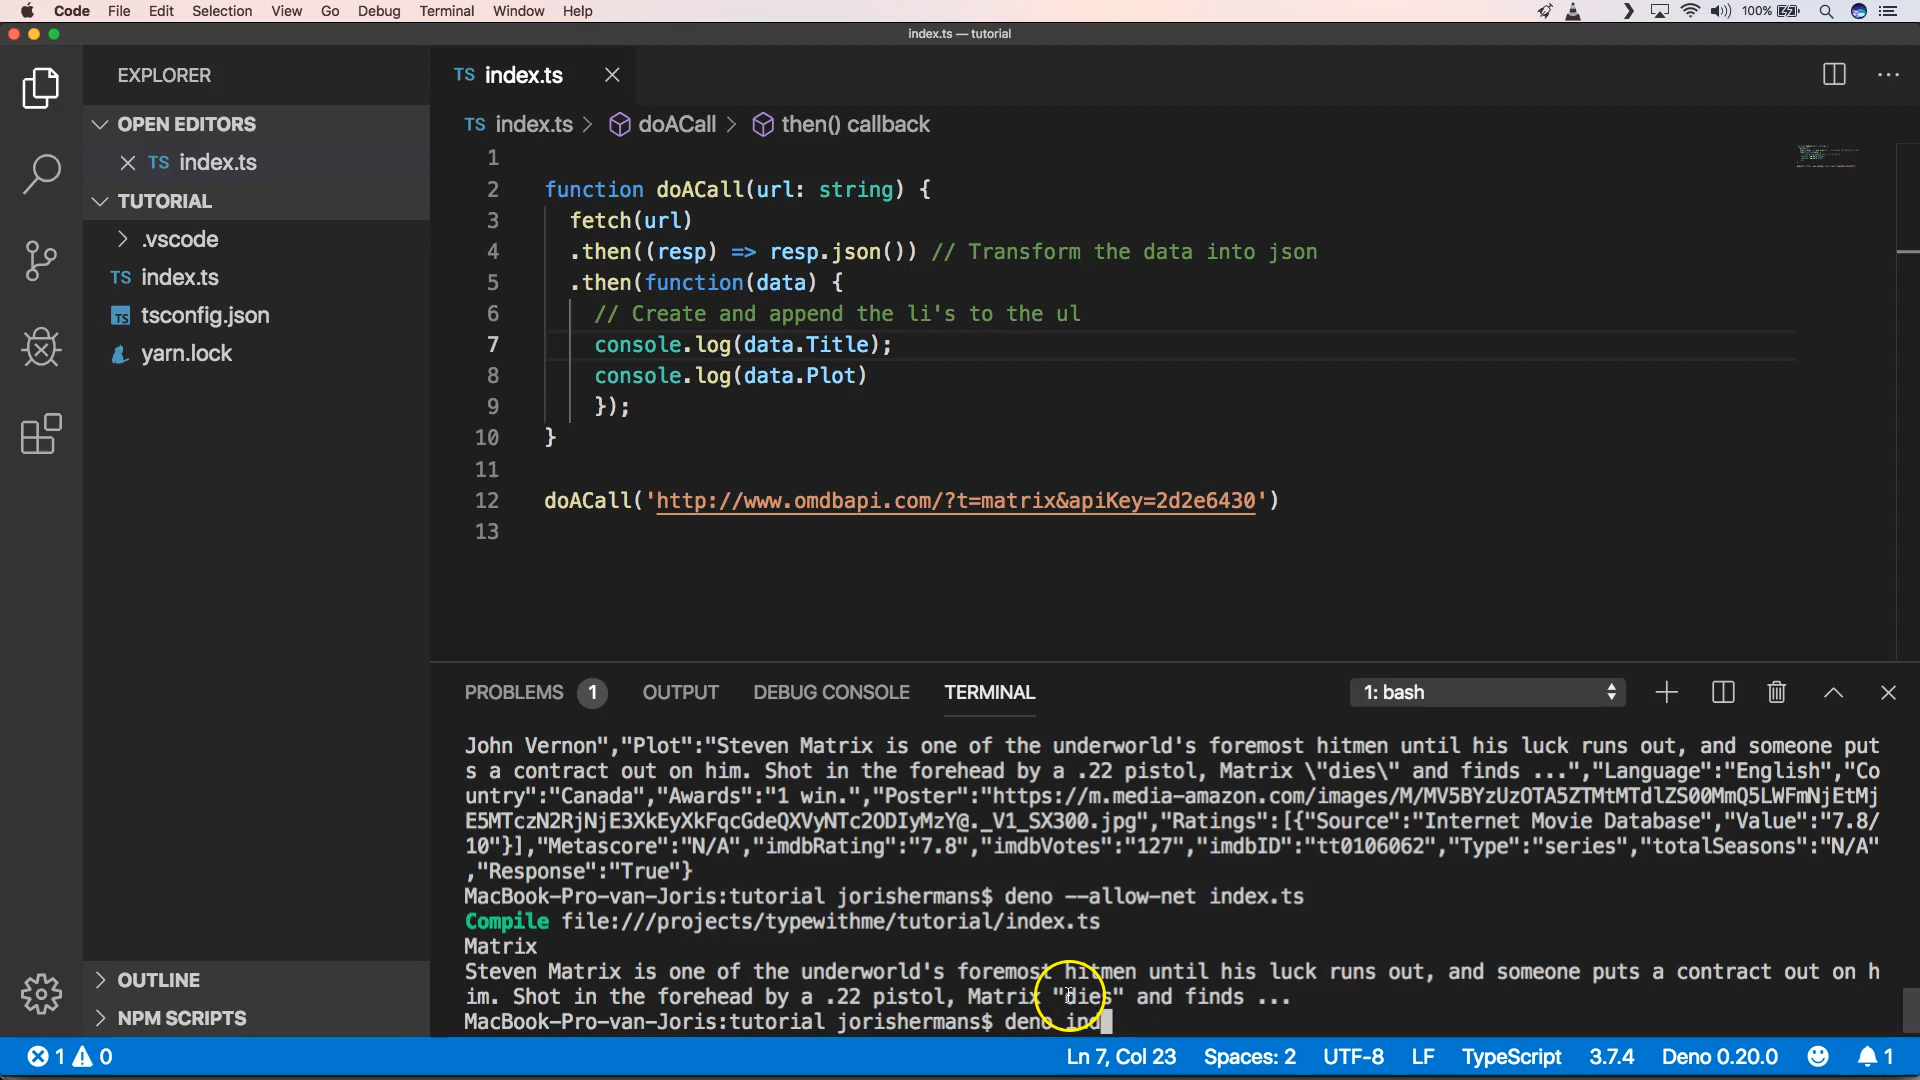 Code File Edit Selection View Go Debug Terminal Window Help 100%
index.ts — tutorial
EXPLORER
OPEN EDITORS
TS index.ts
TUTORIAL
.vscode
TS index.ts
TS tsconfig.json
yarn.lock
OUTLINE
NPM SCRIPTS
TS index.ts
TS index.ts > doACall > then() callback
1
2 function doACall(url: string) {
3 fetch(url)
4 .then((resp) => resp.json()) // Transform the data into json
5 .then(function(data) {
6 // Create and append the li's to the ul
7 console.log(data.Title);
8 console.log(data.Plot)
9 });
10 }
11
12 doACall('http://www.omdbapi.com/?t=matrix&apiKey=2d2e6430')
13
PROBLEMS 1 OUTPUT DEBUG CONSOLE TERMINAL 1: bash
John Vernon","Plot":"Steven Matrix is one of the underworld's foremost hitmen until his luck runs out, and someone put
s a contract out on him. Shot in the forehead by a .22 pistol, Matrix \"dies\" and finds ...","Language":"English","Co
untry":"Canada","Awards":"1 win.","Poster":"https://m.media-amazon.com/images/M/MV5BYzUzOTA5ZTMtMTdlZS00MmQ5LWFmNjEtMj
E5MTczN2RjNjE3XkEyXkFqcGdeQXVyNTc2ODIyMzY@._V1_SX300.jpg","Ratings":[{"Source":"Internet Movie Database","Value":"7.8/
10"}],"Metascore":"N/A","imdbRating":"7.8","imdbVotes":"127","imdbID":"tt0106062","Type":"series","totalSeasons":"N/A"
,"Response":"True"}
MacBook-Pro-van-Joris:tutorial jorishermans$ deno --allow-net index.ts
Compile file:///projects/typewithme/tutorial/index.ts
Matrix
Steven Matrix is one of the underworld's foremost hitmen until his luck runs out, and someone puts a contract out on h
im. Shot in the forehead by a .22 pistol, Matrix "dies" and finds ...
MacBook-Pro-van-Joris:tutorial jorishermans$ deno ind
1 0 Ln 7, Col 23 Spaces: 2 UTF-8 LF TypeScript 3.7.4 Deno 0.20.0 1